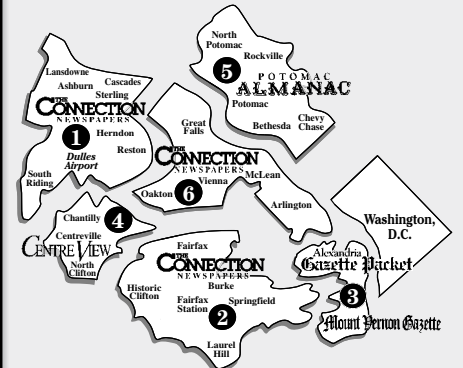 North
Potomac
Rockville
5
POTOMAC
ALMANAC
Potomac
Bethesda
Chevy
Chase
Lansdowne
Ashburn
Cascades
Sterling
THE
CONNECTION
NEWSPAPERS
1
Herndon
Dulles
Airport
Reston
South
Riding
Great
Falls
THE
CONNECTION
NEWSPAPERS
Vienna
McLean
Oakton
6
Arlington
Chantilly
4
Centreville
CENTRE VIEW
North
Clifton
Washington,
D.C.
Fairfax
THE
CONNECTION
NEWSPAPERS
Burke
Historic
Clifton
Fairfax
Station
Springfield
2
Laurel
Hill
Alexandria
Gazette Packet
3
Mount Vernon Gazette